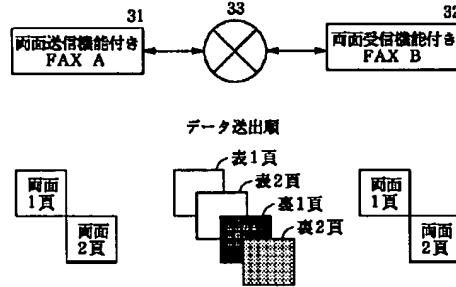 31
33
32
両面送信機能付き
FAX A
両面受信機能付き
FAX B
データ送出順
表1頁
表2頁
裏1頁
裏2頁
両面
1頁
両面
2頁
両面
1頁
両面
2頁